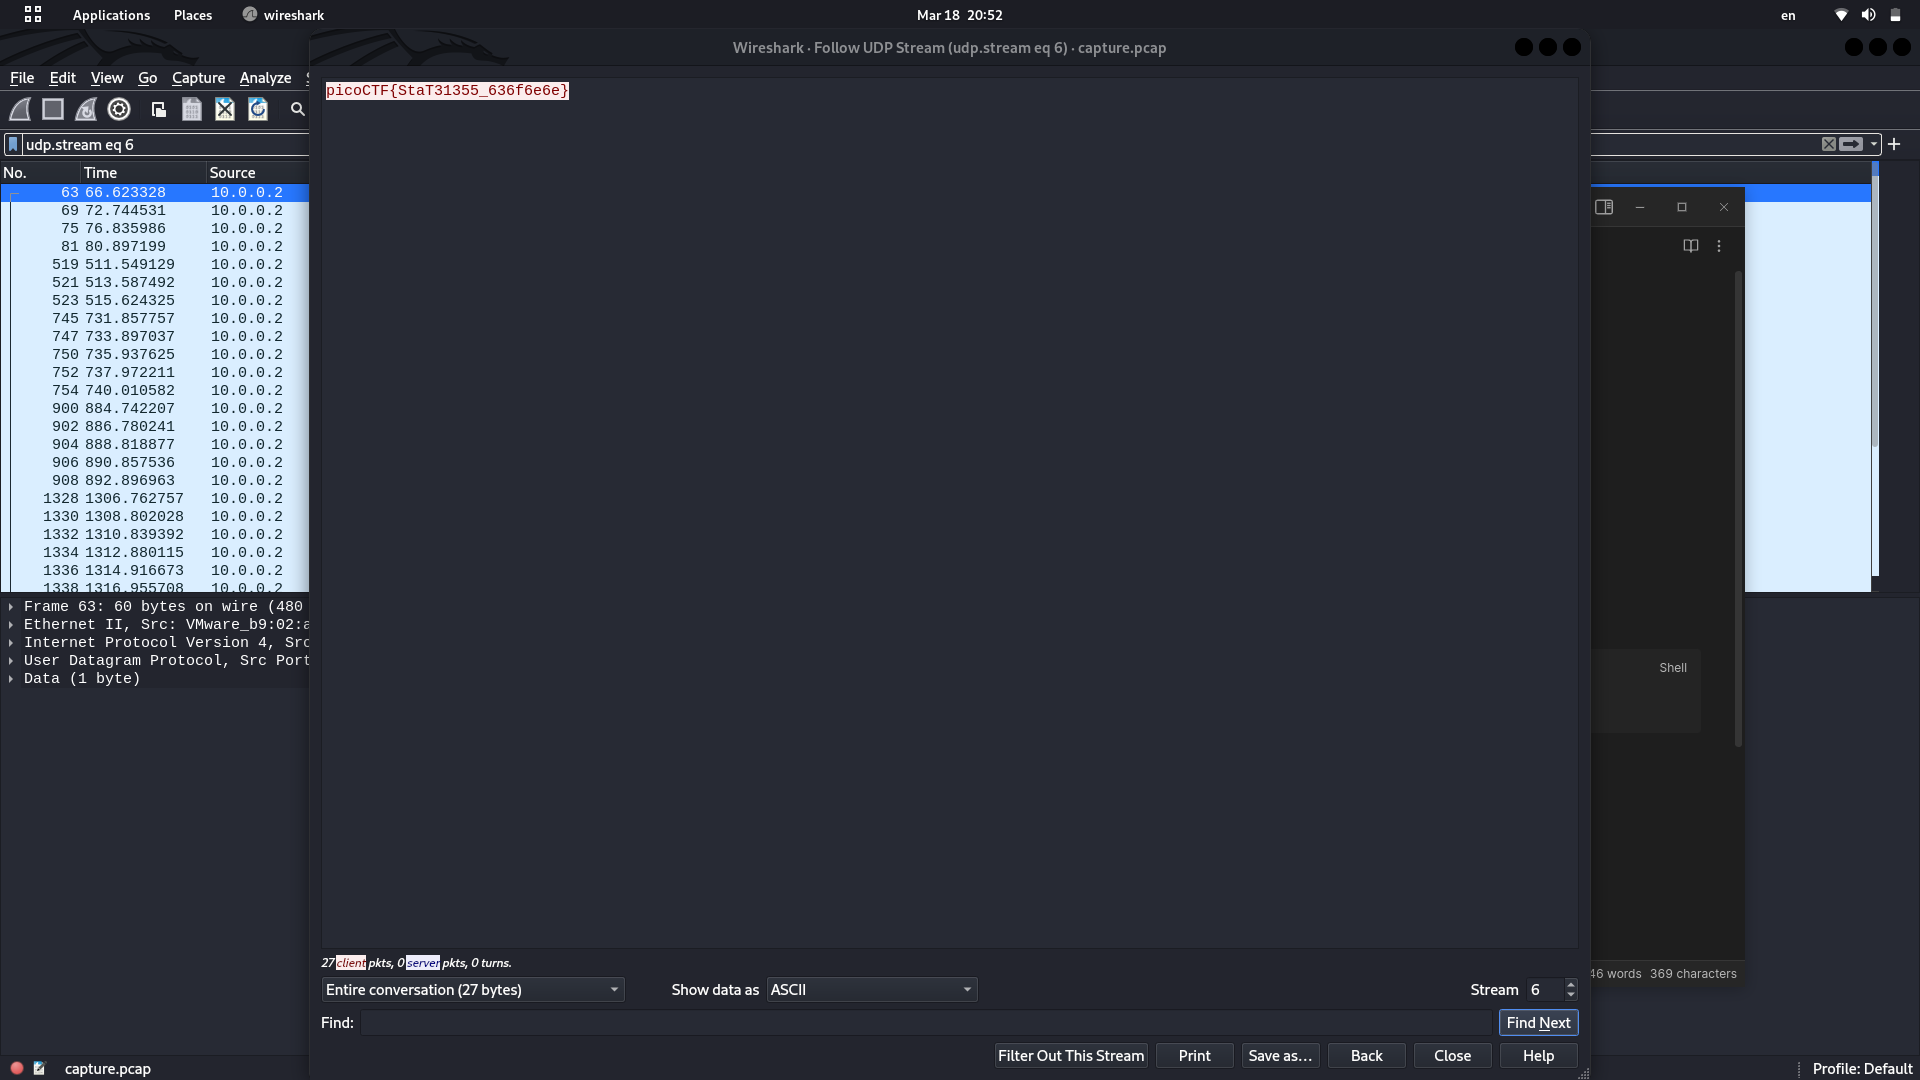 Applications Places wireshark Mar 18 20:52 en
Wireshark · Follow UDP Stream (udp.stream eq 6) · capture.pcap
File Edit View Go Capture Analyze
picoCTF{StaT31355_636f6e6e}
udp.stream eq 6
No. Time Source
63 66.623328 10.0.0.2
69 72.744531 10.0.0.2
75 76.835986 10.0.0.2
81 80.897199 10.0.0.2
519 511.549129 10.0.0.2
521 513.587492 10.0.0.2
523 515.624325 10.0.0.2
745 731.857757 10.0.0.2
747 733.897037 10.0.0.2
750 735.937625 10.0.0.2
752 737.972211 10.0.0.2
754 740.010582 10.0.0.2
900 884.742207 10.0.0.2
902 886.780241 10.0.0.2
904 888.818877 10.0.0.2
906 890.857536 10.0.0.2
908 892.896963 10.0.0.2
1328 1306.762757 10.0.0.2
1330 1308.802028 10.0.0.2
1332 1310.839392 10.0.0.2
1334 1312.880115 10.0.0.2
1336 1314.916673 10.0.0.2
1338 1316.955708 10.0.0.2
Frame 63: 60 bytes on wire (480
Ethernet II, Src: VMware_b9:02:a
Internet Protocol Version 4, Src
User Datagram Protocol, Src Port
Data (1 byte)
Shell
46 words 369 characters
27 client pkts, 0 server pkts, 0 turns.
Entire conversation (27 bytes) Show data as ASCII Stream 6
Find: Find Next
Filter Out This Stream Print Save as… Back Close Help
capture.pcap Profile: Default